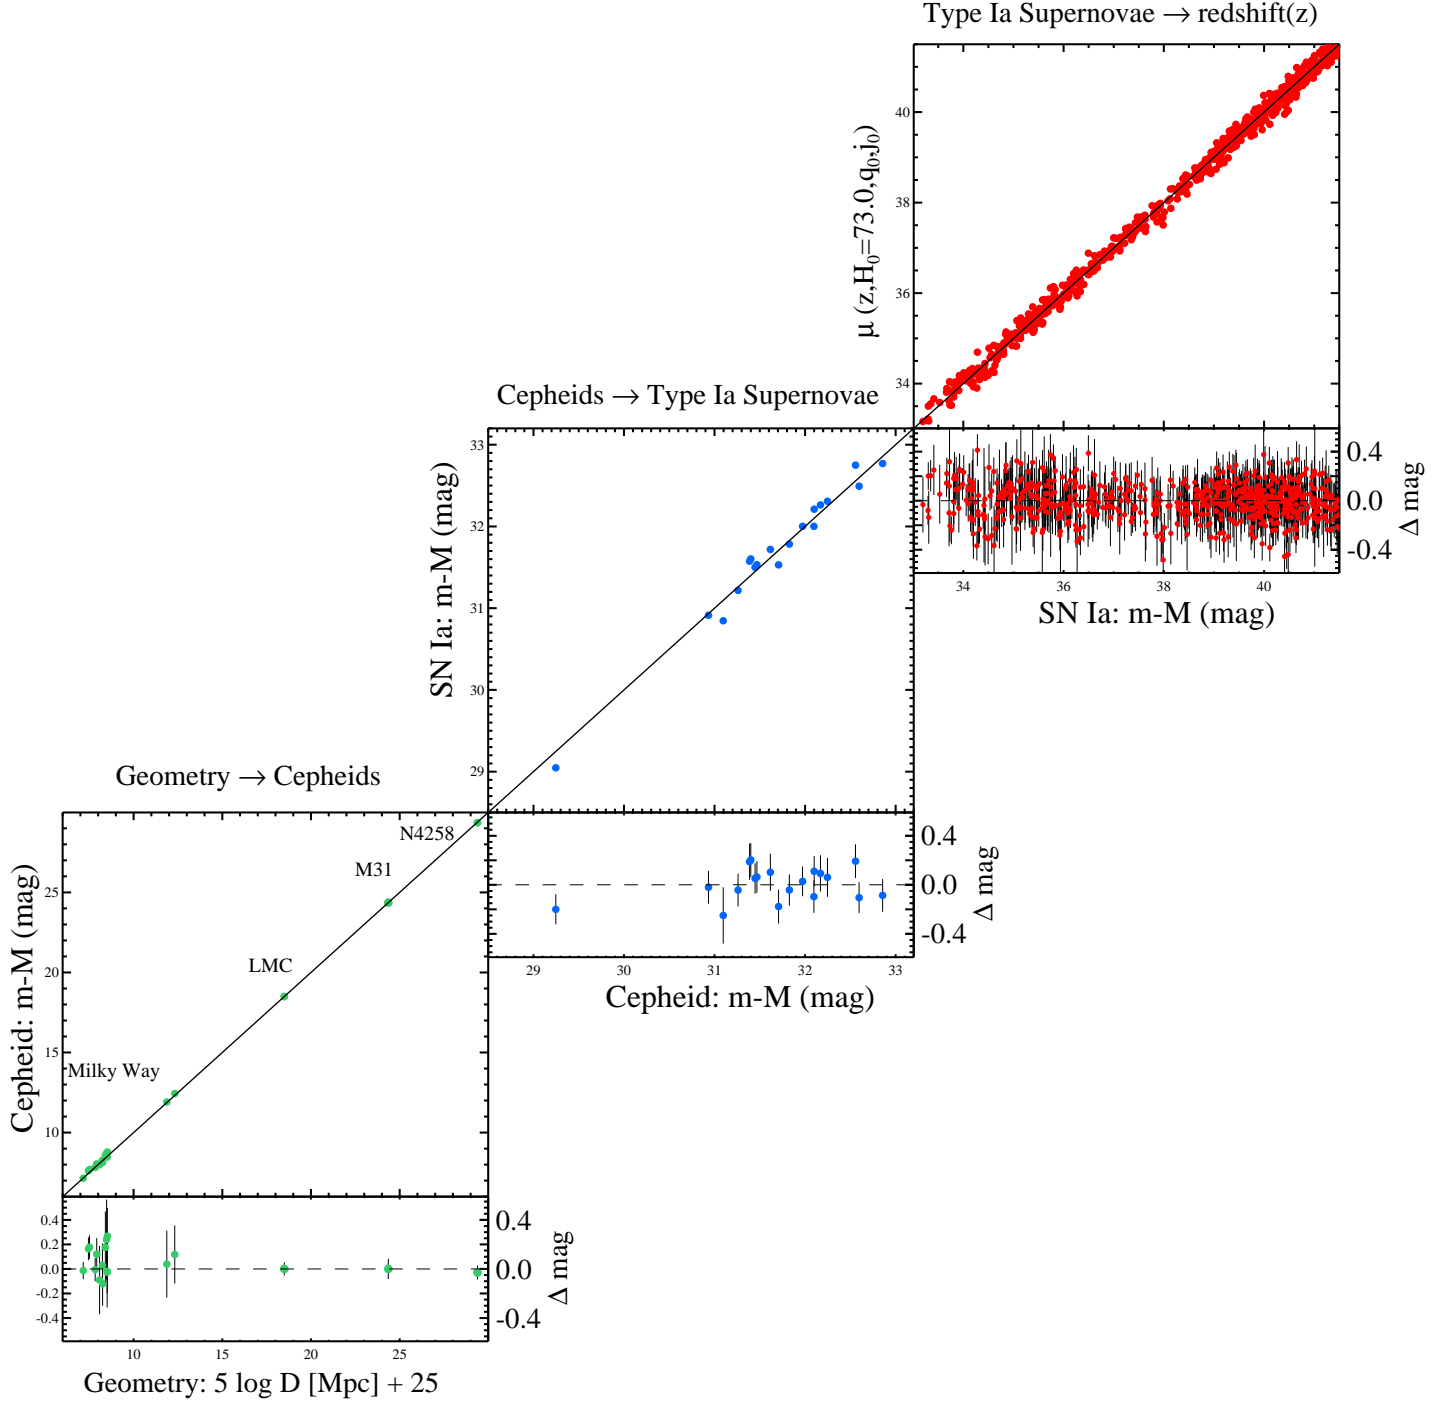 Type Ia Supernovae → redshift(z)
40
38
36
34
μ (z,H₀=73.0,q₀,j₀)
0.4
0.0
-0.4
Δ mag
34
36
38
40
SN Ia: m-M (mag)
Cepheids → Type Ia Supernovae
33
32
31
30
29
SN Ia: m-M (mag)
0.4
0.0
-0.4
Δ mag
29
30
31
32
33
Cepheid: m-M (mag)
Geometry → Cepheids
N4258
M31
LMC
Milky Way
25
20
15
10
Cepheid: m-M (mag)
0.4
0.2
0.0
-0.2
-0.4
0.4
0.0
-0.4
Δ mag
10
15
20
25
Geometry: 5 log D [Mpc] + 25